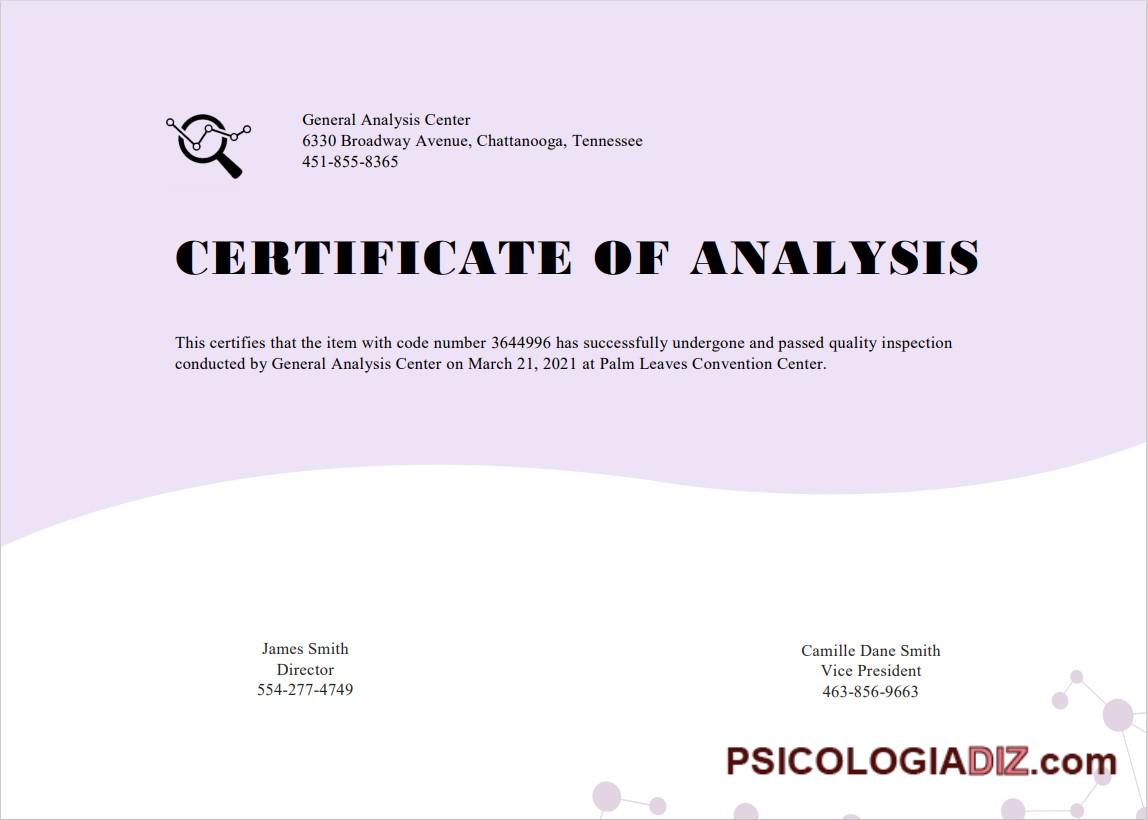 General Analysis Center
6330 Broadway Avenue, Chattanooga, Tennessee
451-855-8365
CERTIFICATE OF ANALYSIS
This certifies that the item with code number 3644996 has successfully undergone and passed quality inspection
conducted by General Analysis Center on March 21, 2021 at Palm Leaves Convention Center.
James Smith
Director
554-277-4749
Camille Dane Smith
Vice President
463-856-9663
PSICOLOGIADIZ.com